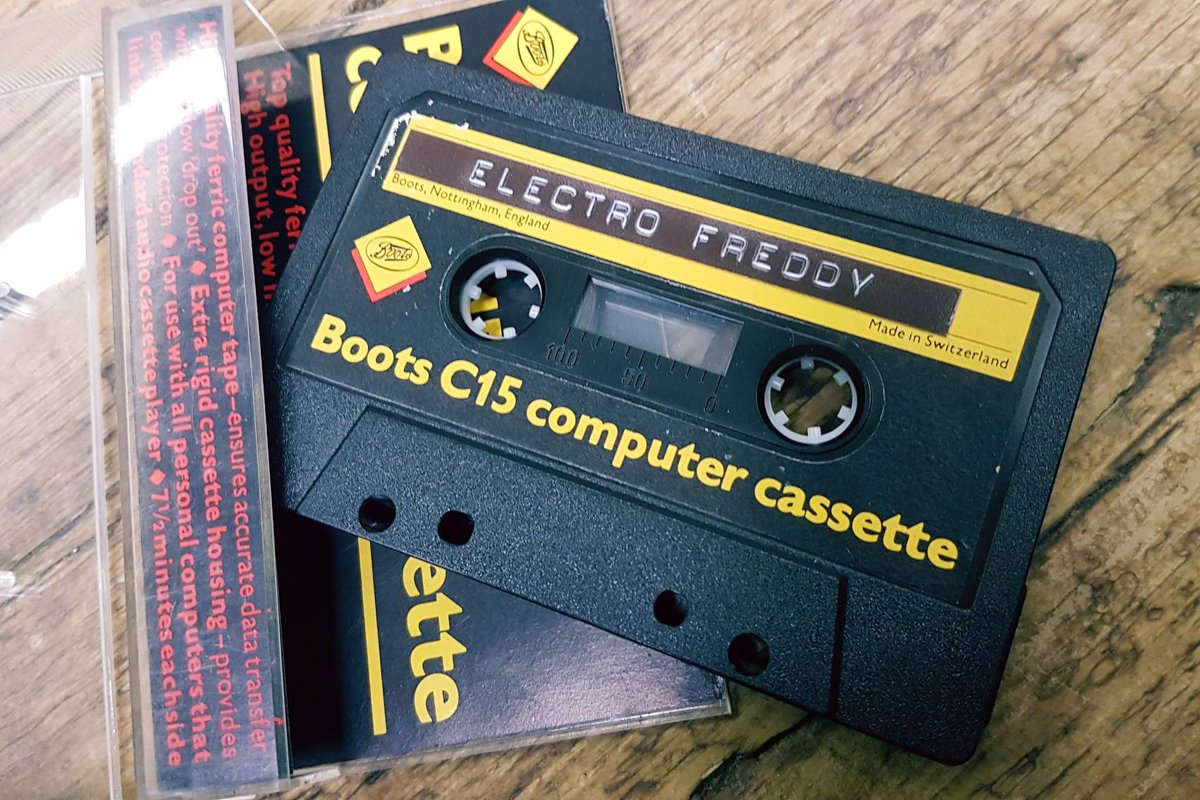 ELECTRO FREDDY
Boots, Nottingham, England
Made in Switzerland
Boots
100 50 0
Boots C15 computer cassette
Boots
Top quality
High output, low
ette
ferric computer tape–ensures accurate data transfer
low 'drop out' ◆ Extra rigid cassette housing – provides
protection ◆ For use with all personal computers that
audio cassette player ◆ 7½ minutes each side